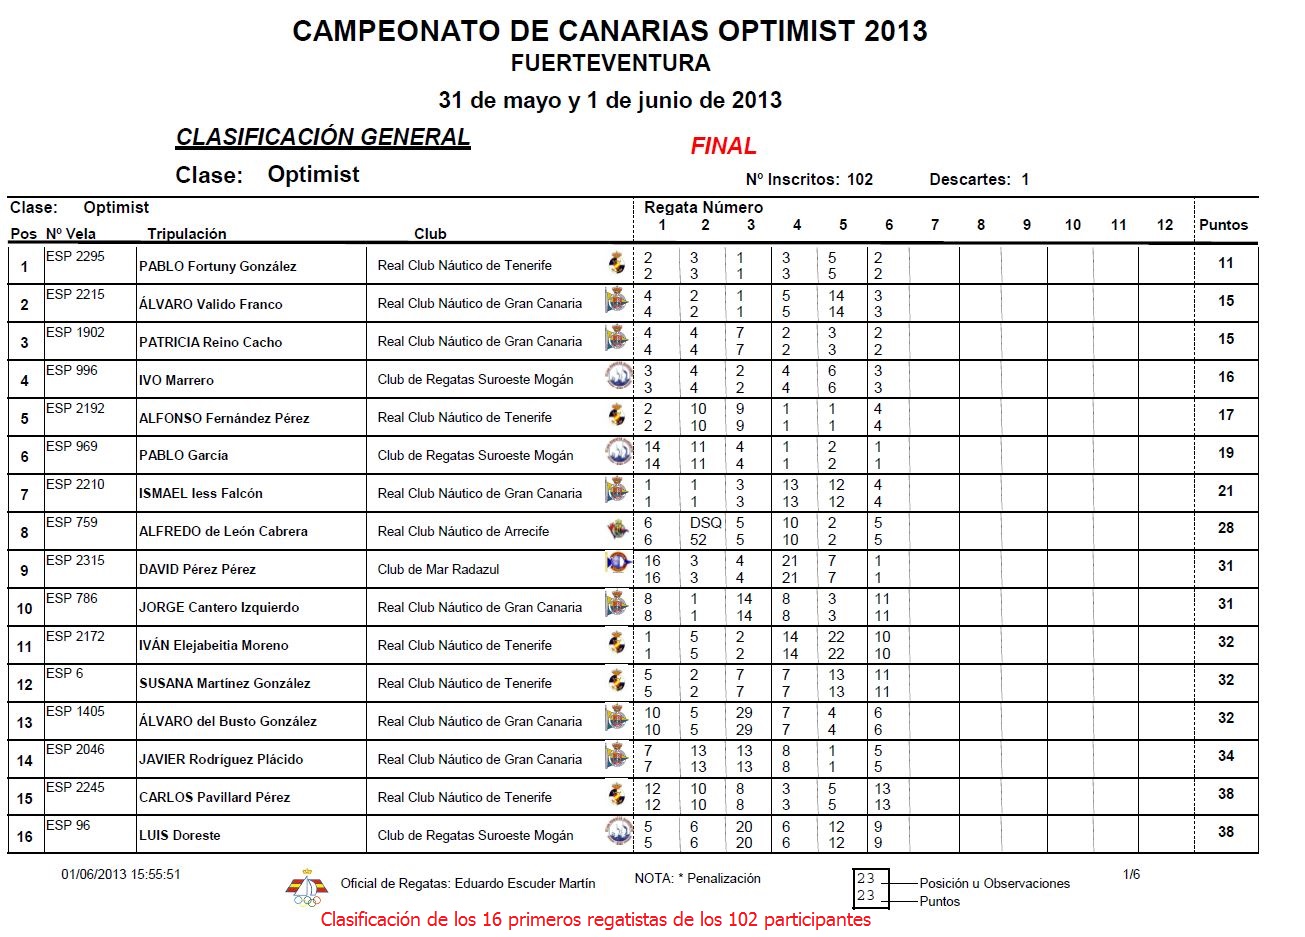 CAMPEONATO DE CANARIAS OPTIMIST 2013
FUERTEVENTURA
31 de mayo y 1 de junio de 2013
CLASIFICACIÓN GENERAL FINAL
Clase: Optimist Nº Inscritos: 102 Descartes: 1
Clase: Optimist Regata Número
Pos Nº Vela Tripulación Club 1 2 3 4 5 6 7 8 9 10 11 12 Puntos
1 ESP 2295 PABLO Fortuny González Real Club Náutico de Tenerife 2 3 1 3 5 2 11
2 3 1 3 5 2
2 ESP 2215 ÁLVARO Valido Franco Real Club Náutico de Gran Canaria 4 2 1 5 14 3 15
4 2 1 5 14 3
3 ESP 1902 PATRICIA Reino Cacho Real Club Náutico de Gran Canaria 4 4 7 2 3 2 15
4 4 7 2 3 2
4 ESP 996 IVO Marrero Club de Regatas Suroeste Mogán 3 4 2 4 6 3 16
3 4 2 4 6 3
5 ESP 2192 ALFONSO Fernández Pérez Real Club Náutico de Tenerife 2 10 9 1 1 4 17
2 10 9 1 1 4
6 ESP 969 PABLO García Club de Regatas Suroeste Mogán 14 11 4 1 2 1 19
14 11 4 1 2 1
7 ESP 2210 ISMAEL Iess Falcón Real Club Náutico de Gran Canaria 1 1 3 13 12 4 21
1 1 3 13 12 4
8 ESP 759 ALFREDO de León Cabrera Real Club Náutico de Arrecife 6 DSQ 5 10 2 5 28
6 52 5 10 2 5
9 ESP 2315 DAVID Pérez Pérez Club de Mar Radazul 16 3 4 21 7 1 31
16 3 4 21 7 1
10 ESP 786 JORGE Cantero Izquierdo Real Club Náutico de Gran Canaria 8 1 14 8 3 11 31
8 1 14 8 3 11
11 ESP 2172 IVÁN Elejabeitia Moreno Real Club Náutico de Tenerife 1 5 2 14 22 10 32
1 5 2 14 22 10
12 ESP 6 SUSANA Martínez González Real Club Náutico de Tenerife 5 2 7 7 13 11 32
5 2 7 7 13 11
13 ESP 1405 ÁLVARO del Busto González Real Club Náutico de Gran Canaria 10 5 29 7 4 6 32
10 5 29 7 4 6
14 ESP 2046 JAVIER Rodríguez Plácido Real Club Náutico de Gran Canaria 7 13 13 8 1 5 34
7 13 13 8 1 5
15 ESP 2245 CARLOS Pavillard Pérez Real Club Náutico de Tenerife 12 10 8 3 5 13 38
12 10 8 3 5 13
16 ESP 96 LUIS Doreste Club de Regatas Suroeste Mogán 5 6 20 6 12 9 38
5 6 20 6 12 9
01/06/2013 15:55:51 Oficial de Regatas: Eduardo Escuder Martín NOTA: * Penalización 23 Posición u Observaciones 1/6
23 Puntos
Clasificación de los 16 primeros regatistas de los 102 participantes